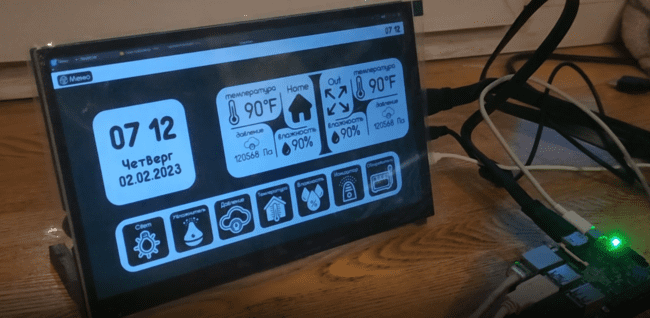 07 12
Меню
07 12
Четверг
02.02.2023
температура
90°F
Home
Давление
120568 Па
Влажность
90%
Out
температура
90°F
Влажность
90%
Давление
120568 Па
Свет
Увлажнитель
Давление
Температура
Влажность